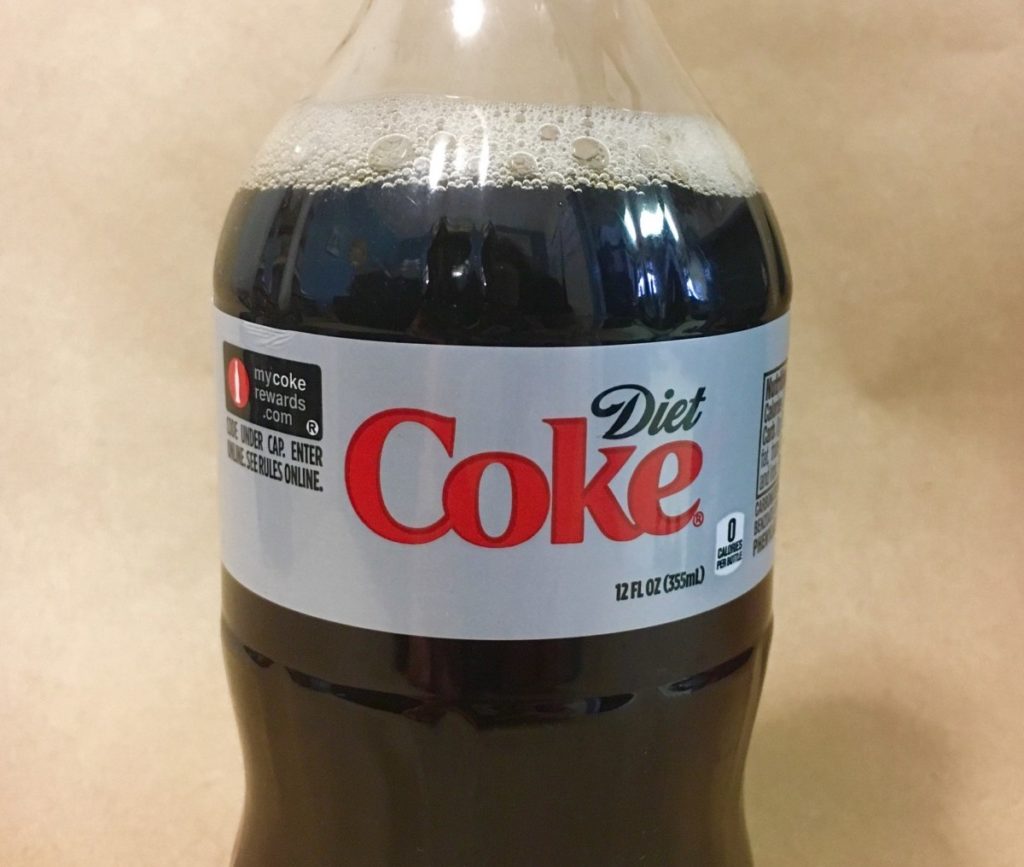 mycoke
rewards
.com ®
CODE UNDER CAP. ENTER
ONLINE. SEE RULES ONLINE.
Diet
Coke®
12 FL OZ (355mL)
0
CALORIES
PER BOTTLE